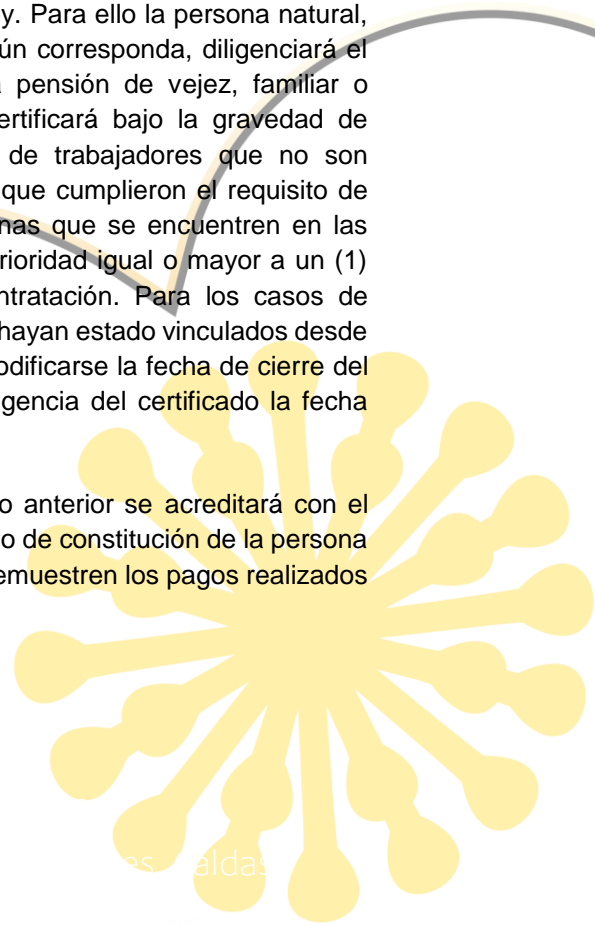 y. Para ello la persona natural,
ún corresponda, diligenciará el
a pensión de vejez, familiar o
ertificará bajo la gravedad de
de trabajadores que no son
que cumplieron el requisito de
nas que se encuentren en las
rioridad igual o mayor a un (1)
ntratación. Para los casos de
hayan estado vinculados desde
odificarse la fecha de cierre del
igencia del certificado la fecha
o anterior se acreditará con el
o de constitución de la persona
emuestren los pagos realizados
es, Caldas